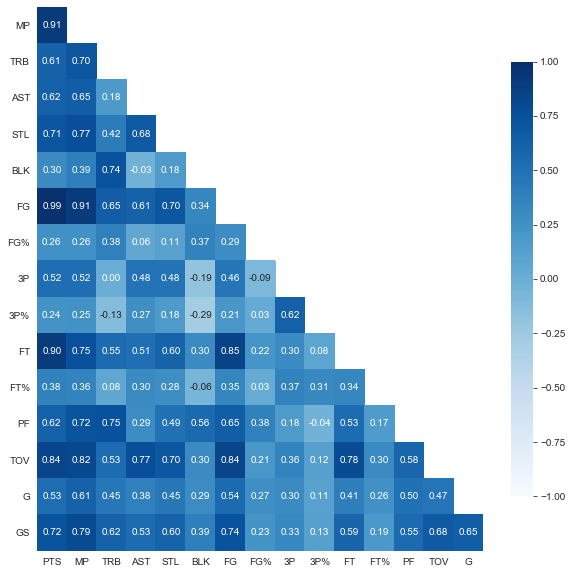 MP 0.91
TRB 0.61 0.70
AST 0.62 0.65 0.18
STL 0.71 0.77 0.42 0.68
BLK 0.30 0.39 0.74 -0.03 0.18
FG 0.99 0.91 0.65 0.61 0.70 0.34
FG% 0.26 0.26 0.38 0.06 0.11 0.37 0.29
3P 0.52 0.52 0.00 0.48 0.48 -0.19 0.46 -0.09
3P% 0.24 0.25 -0.13 0.27 0.18 -0.29 0.21 0.03 0.62
FT 0.90 0.75 0.55 0.51 0.60 0.30 0.85 0.22 0.30 0.08
FT% 0.38 0.36 0.08 0.30 0.28 -0.06 0.35 0.03 0.37 0.31 0.34
PF 0.62 0.72 0.75 0.29 0.49 0.56 0.65 0.38 0.18 -0.04 0.53 0.17
TOV 0.84 0.82 0.53 0.77 0.70 0.30 0.84 0.21 0.36 0.12 0.78 0.30 0.58
G 0.53 0.61 0.45 0.38 0.45 0.29 0.54 0.27 0.30 0.11 0.41 0.26 0.50 0.47
GS 0.72 0.79 0.62 0.53 0.60 0.39 0.74 0.23 0.33 0.13 0.59 0.19 0.55 0.68 0.65
PTS MP TRB AST STL BLK FG FG% 3P 3P% FT FT% PF TOV G
1.00
0.75
0.50
0.25
0.00
−0.25
−0.50
−0.75
−1.00